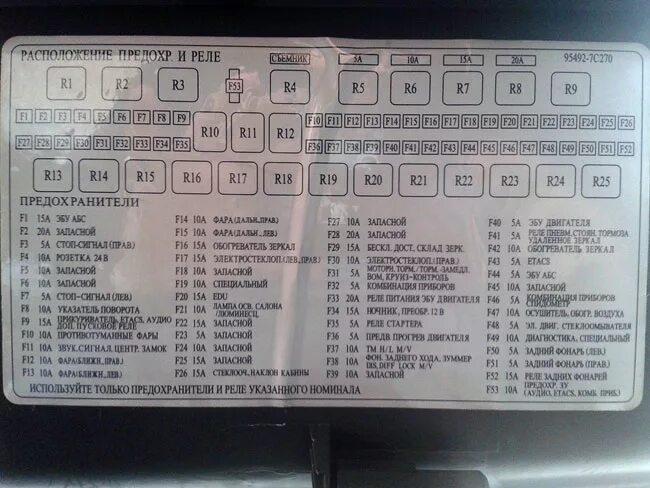 РАСПОЛОЖЕНИЕ ПРЕДОХР. И РЕЛЕ СЪЕМНИК 5A 10A 15A 20A 95492-7C270
R1 R2 R3 F53 R4 R5 R6 R7 R8 R9
F1 F2 F3 F4 F5 F6 F7 F8 F9 R10 R11 R12 F10 F11 F12 F13 F14 F15 F16 F17 F18 F19 F20 F21 F22 F23 F24 F25 F26
F27 F28 F29 F30 F31 F32 F33 F34 F35 F36 F37 F38 F39 F40 F41 F42 F43 F44 F45 F46 F47 F48 F49 F50 F51 F52
R13 R14 R15 R16 R17 R18 R19 R20 R21 R22 R23 R24 R25
ПРЕДОХРАНИТЕЛИ
F1 15A ЭБУ АБС
F2 20A ЗАПАСНОЙ
F3 5A СТОП-СИГНАЛ (ПРАВ.)
F4 10A РОЗЕТКА 24 В
F5 10A ЗАПАСНОЙ
F6 10A ЗАПАСНОЙ
F7 5A СТОП-СИГНАЛ (ЛЕВ.)
F8 10A УКАЗАТЕЛЬ ПОВОРОТА
F9 15A ПРИКУРИВАТЕЛЬ, ETACS, АУДИО
ДОП. ПУСКОВОЕ РЕЛЕ
F10 10A ПРОТИВОТУМАННЫЕ ФАРЫ
F11 10A ЗВУК.СИГНАЛ. ЦЕНТР. ЗАМОК
F12 10A ФАРА(БЛИЖН.,ПРАВ.)
F13 10A ФАРА(БЛИЖН.,ЛЕВ.)
F14 10A ФАРА(ДАЛЬН.,ПРАВ.)
F15 10A ФАРА(ДАЛЬН.,ЛЕВ.)
F16 15A ОБОГРЕВАТЕЛЬ ЗЕРКАЛ
F17 15A ЭЛЕКТРОСТЕКЛОП.(ЛЕВ.)
F18 10A ЗАПАСНОЙ
F19 10A СПЕЦИАЛЬНЫЙ
F20 15A EDU
F21 10A ЛАМПА ОСВ. САЛОНА
/ЛЮМИНЕСЦ.
F22 15A ЗАПАСНОЙ
F23 5A ЗАПАСНОЙ
F24 10A ЗАПАСНОЙ
F25 15A ЗАПАСНОЙ
F26 15A СТЕКЛООЧ., НАКЛОН КАБИНЫ
F27 10A ЗАПАСНОЙ
F28 20A ЗАПАСНОЙ
F29 15A БЕСКЛ. ДОСТ. СКЛАД ЗЕРК.
F30 10A ЭЛЕКТРОСТЕКЛОП.(ПРАВ.)
F31 5A МОТОРН. ТОРМ./ТОРМ.-ЗАМЕДЛ.
ВОМ, КРУИЗ-КОНТРОЛЬ
F32 5A КОМБИНАЦИЯ ПРИБОРОВ
F33 20A РЕЛЕ ПИТАНИЯ ЭБУ ДВИГАТЕЛЯ
F34 15A НОЧНИК, ПРЕОБР. 12 В
F35 5A РЕЛЕ СТАРТЕРА
F36 5A ПРЕДВ. ПРОГРЕВ ДВИГАТЕЛЯ
F37 10A TM H/L M/V
F38 10A ФОН. ЗАДНЕГО ХОДА, ЗУММЕР
DIS,DIFF LOCK M/V
F39 10A ЗАПАСНОЙ
F40 5A ЭБУ ДВИГАТЕЛЯ
F41 5A РЕЛЕ ПНЕВМ. СТОЯН. ТОРМОЗА
УДАЛЕННОЕ ЗЕРКАЛО
F42 10A ОБОГРЕВАТЕЛЬ ЗЕРКАЛ
F43 5A ETACS
F44 5A ЭБУ АБС
F45 10A ЗАПАСНОЙ
F46 5A КОМБИНАЦИЯ ПРИБОРОВ
СПИДОМЕТР
F47 10A ОСУШИТЕЛЬ, ОБОГР. ВОЗДУХА
F48 5A ЭЛ. ДВИГ. СТЕКЛООМЫВАТЕЛЯ
F49 10A ДИАГНОСТИКА, СПЕЦИАЛЬНЫЙ
F50 5A ЗАДНИЙ ФОНАРЬ (ЛЕВ.)
F51 5A ЗАДНИЙ ФОНАРЬ (ПРАВ.)
F52 15A РЕЛЕ ЗАДНИХ ФОНАРЕЙ
F53 10A ПРЕДОХР. ЗУ
(АУДИО, ETACS, КОМБ. ПРИБ.)
ИСПОЛЬЗУЙТЕ ТОЛЬКО ПРЕДОХРАНИТЕЛИ И РЕЛЕ УКАЗАННОГО НОМИНАЛА